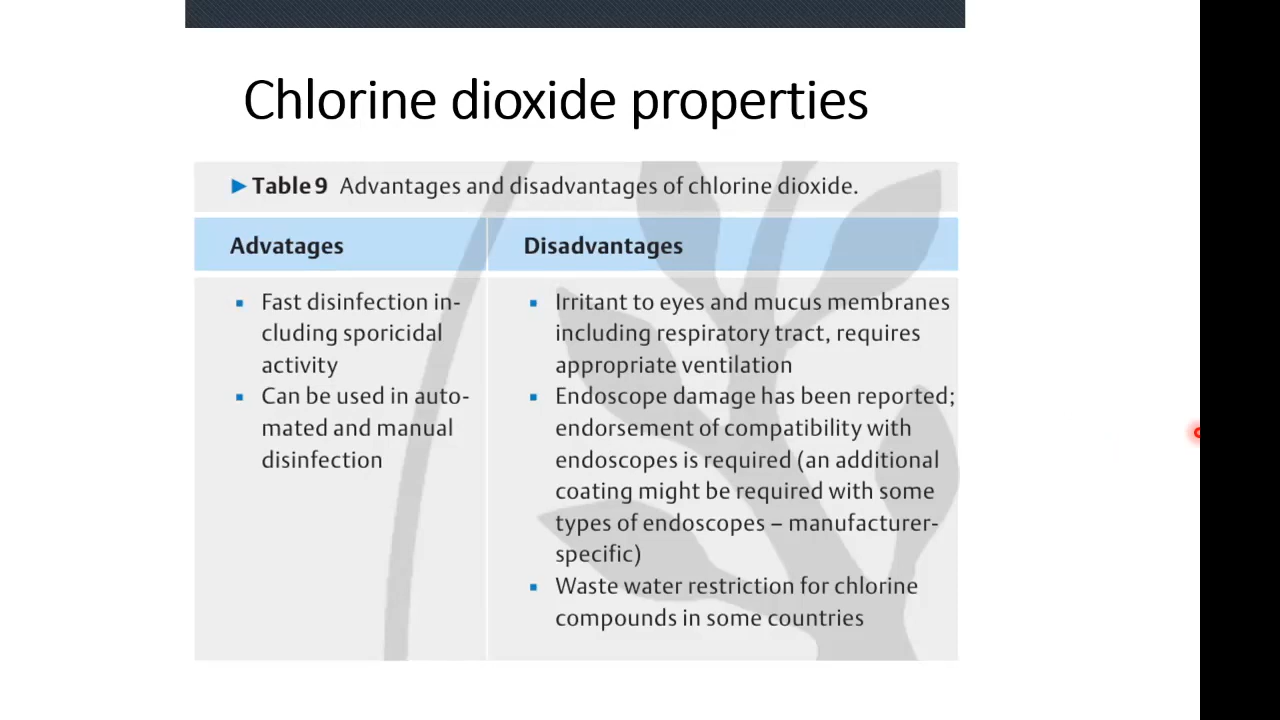 Chlorine dioxide properties
▶ Table 9 Advantages and disadvantages of chlorine dioxide.
Advatages
▪ Fast disinfection in-
cluding sporicidal
activity
▪ Can be used in auto-
mated and manual
disinfection
Disadvantages
▪ Irritant to eyes and mucus membranes
including respiratory tract, requires
appropriate ventilation
▪ Endoscope damage has been reported;
endorsement of compatibility with
endoscopes is required (an additional
coating might be required with some
types of endoscopes – manufacturer-
specific)
▪ Waste water restriction for chlorine
compounds in some countries